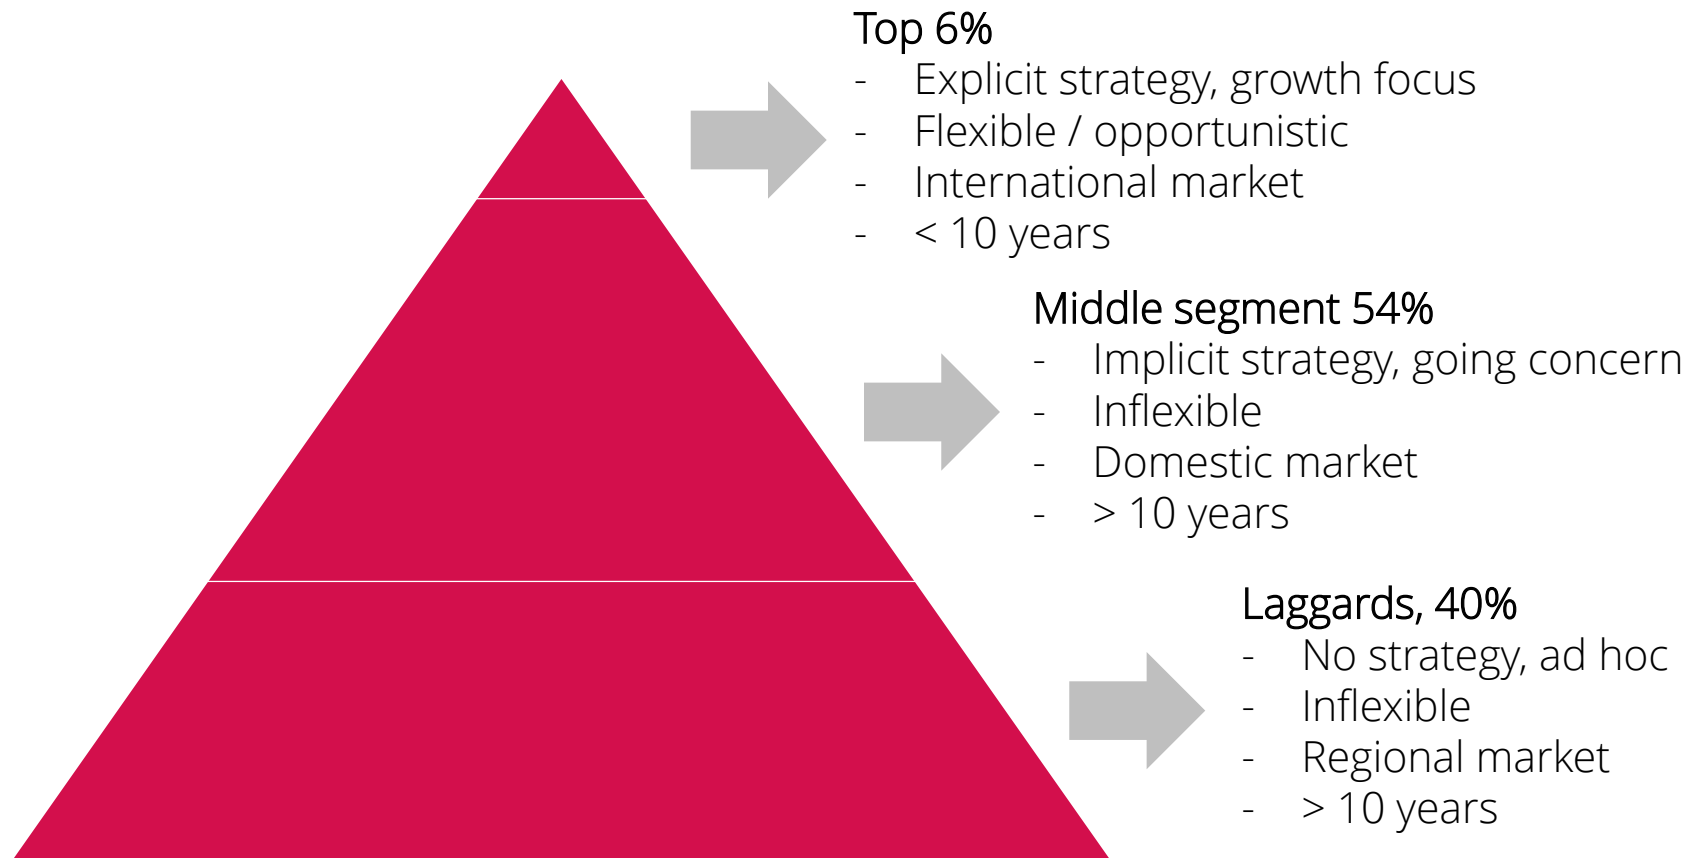 Top 6%
- Explicit strategy, growth focus
- Flexible / opportunistic
- International market
- < 10 years
Middle segment 54%
- Implicit strategy, going concern
- Inflexible
- Domestic market
- > 10 years
Laggards, 40%
- No strategy, ad hoc
- Inflexible
- Regional market
- > 10 years